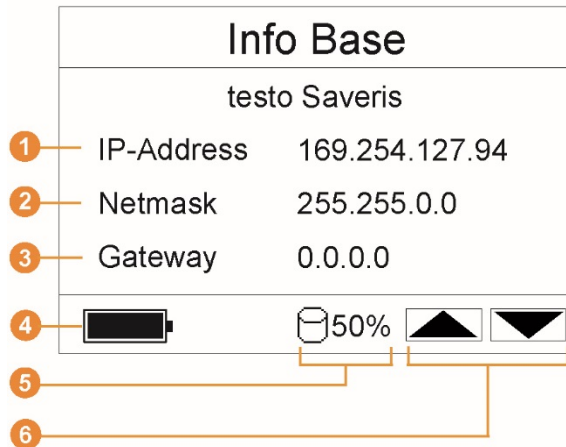 Info Base
testo Saveris
1 IP-Address 169.254.127.94
2 Netmask 255.255.0.0
3 Gateway 0.0.0.0
4 50%
5
6